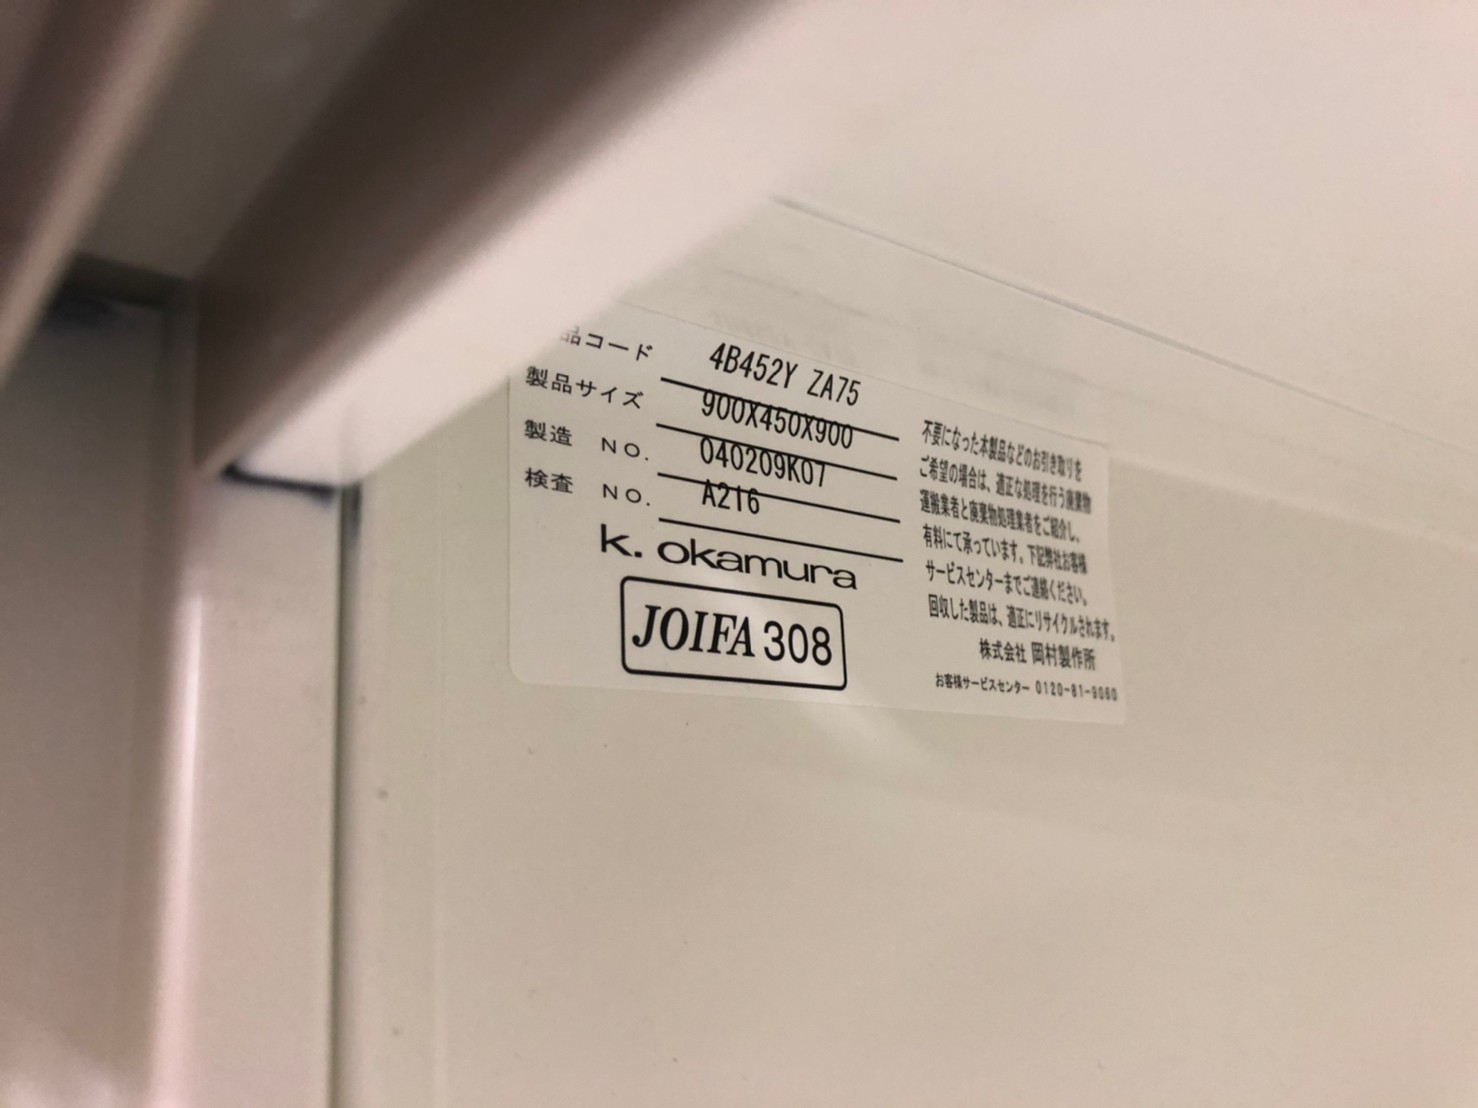 品コード 4B452Y ZA75
製品サイズ 900X450X900
製造 NO. 040209K07
検査 NO. A216
k. okamura
JOIFA 308
不要になった本製品などのお引き取りを
ご希望の場合は、適正な処理を行う廃棄物
運搬業者と廃棄物処理業者をご紹介し、
有料にて承っています。下記弊社お客様
サービスセンターまでご連絡ください。
回収した製品は、適正にリサイクルされます。
株式会社 岡村製作所
お客様サービスセンター 0120-81-9060